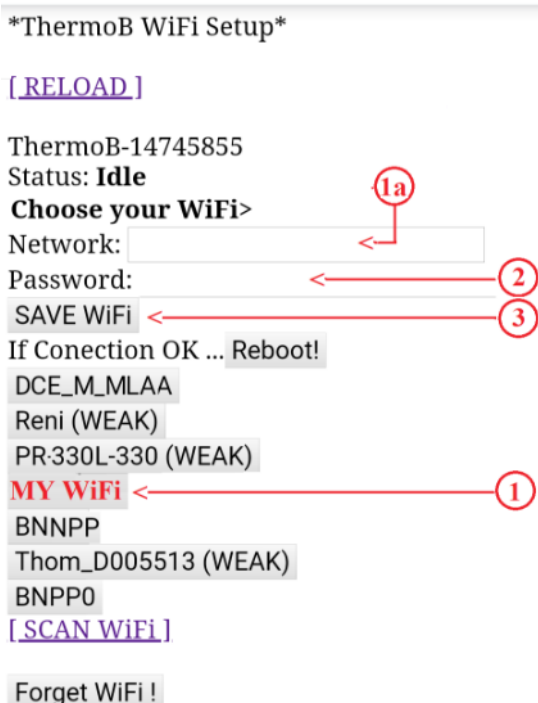 *ThermoB WiFi Setup*
[ RELOAD ]
ThermoB-14745855
Status: Idle
1a
Choose your WiFi>
Network:
Password: 2
SAVE WiFi 3
If Conection OK ... Reboot!
DCE_M_MLAA
Reni (WEAK)
PR-330L-330 (WEAK)
MY WiFi 1
BNNPP
Thom_D005513 (WEAK)
BNPP0
[ SCAN WiFi ]
Forget WiFi !